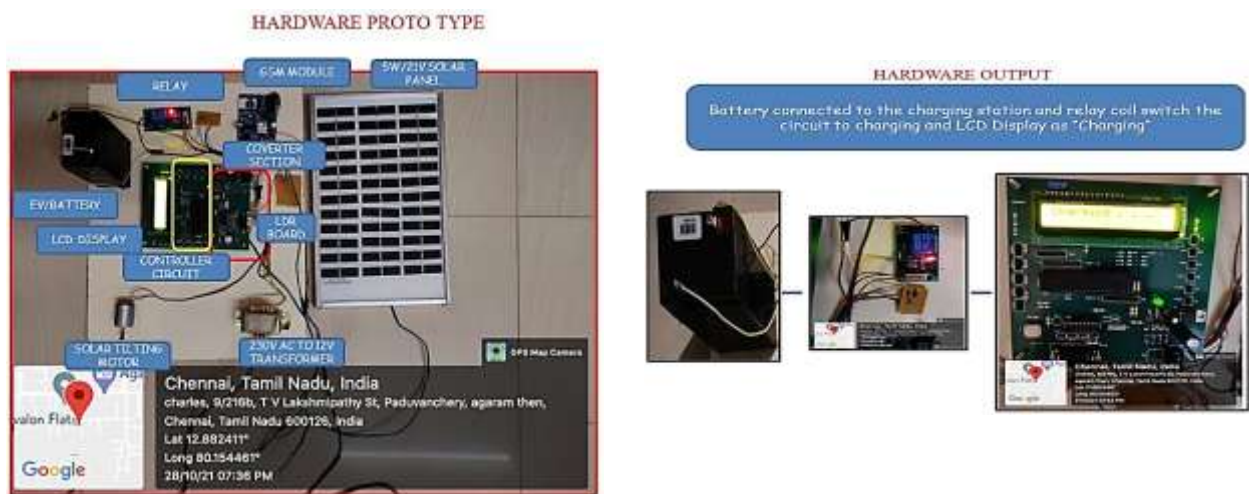 HARDWARE PROTO TYPE
RELAY
GSM MODULE
5W/21V SOLAR
PANEL
COVERTER
SECTION
EV/BATTERY
LDR
BOARD
LCD DISPLAY
CONTROLLER
CIRCUIT
SOLAR TILTING
MOTOR
230V AC TO 12V
TRANSFORMER
GPS Map Camera
Chennai, Tamil Nadu, India
charles, 9/216b, T V Lakshmipathy St, Paduvanchery, agaram then,
Chennai, Tamil Nadu 600126, India
Lat 12.882411°
Long 80.154461°
28/10/21 07:36 PM
valon Flats
Google
HARDWARE OUTPUT
Battery connected to the charging station and relay coil switch the
circuit to charging and LCD Display as "Charging"
Chennai, Tamil Nadu, India
Google